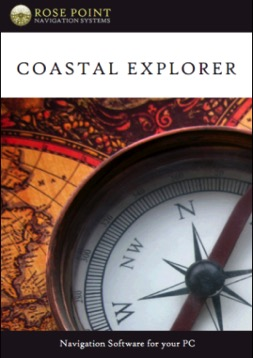 ROSE POINT
NAVIGATION SYSTEMS
COASTAL EXPLORER
N
NW
W
Navigation Software for your PC